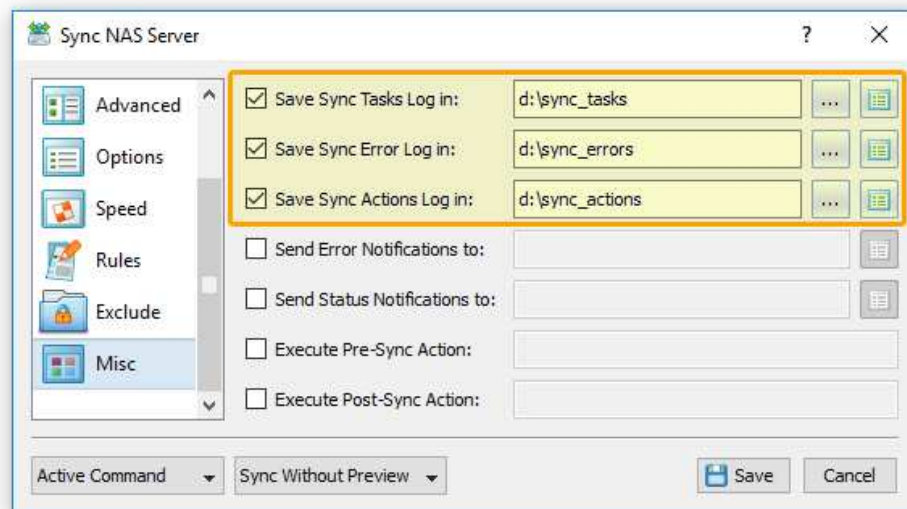 Sync NAS Server
Advanced
Options
Speed
Rules
Exclude
Misc
Save Sync Tasks Log in: d:\sync_tasks ...
Save Sync Error Log in: d:\sync_errors ...
Save Sync Actions Log in: d:\sync_actions ...
Send Error Notifications to:
Send Status Notifications to:
Execute Pre-Sync Action:
Execute Post-Sync Action:
Active Command Sync Without Preview Save Cancel